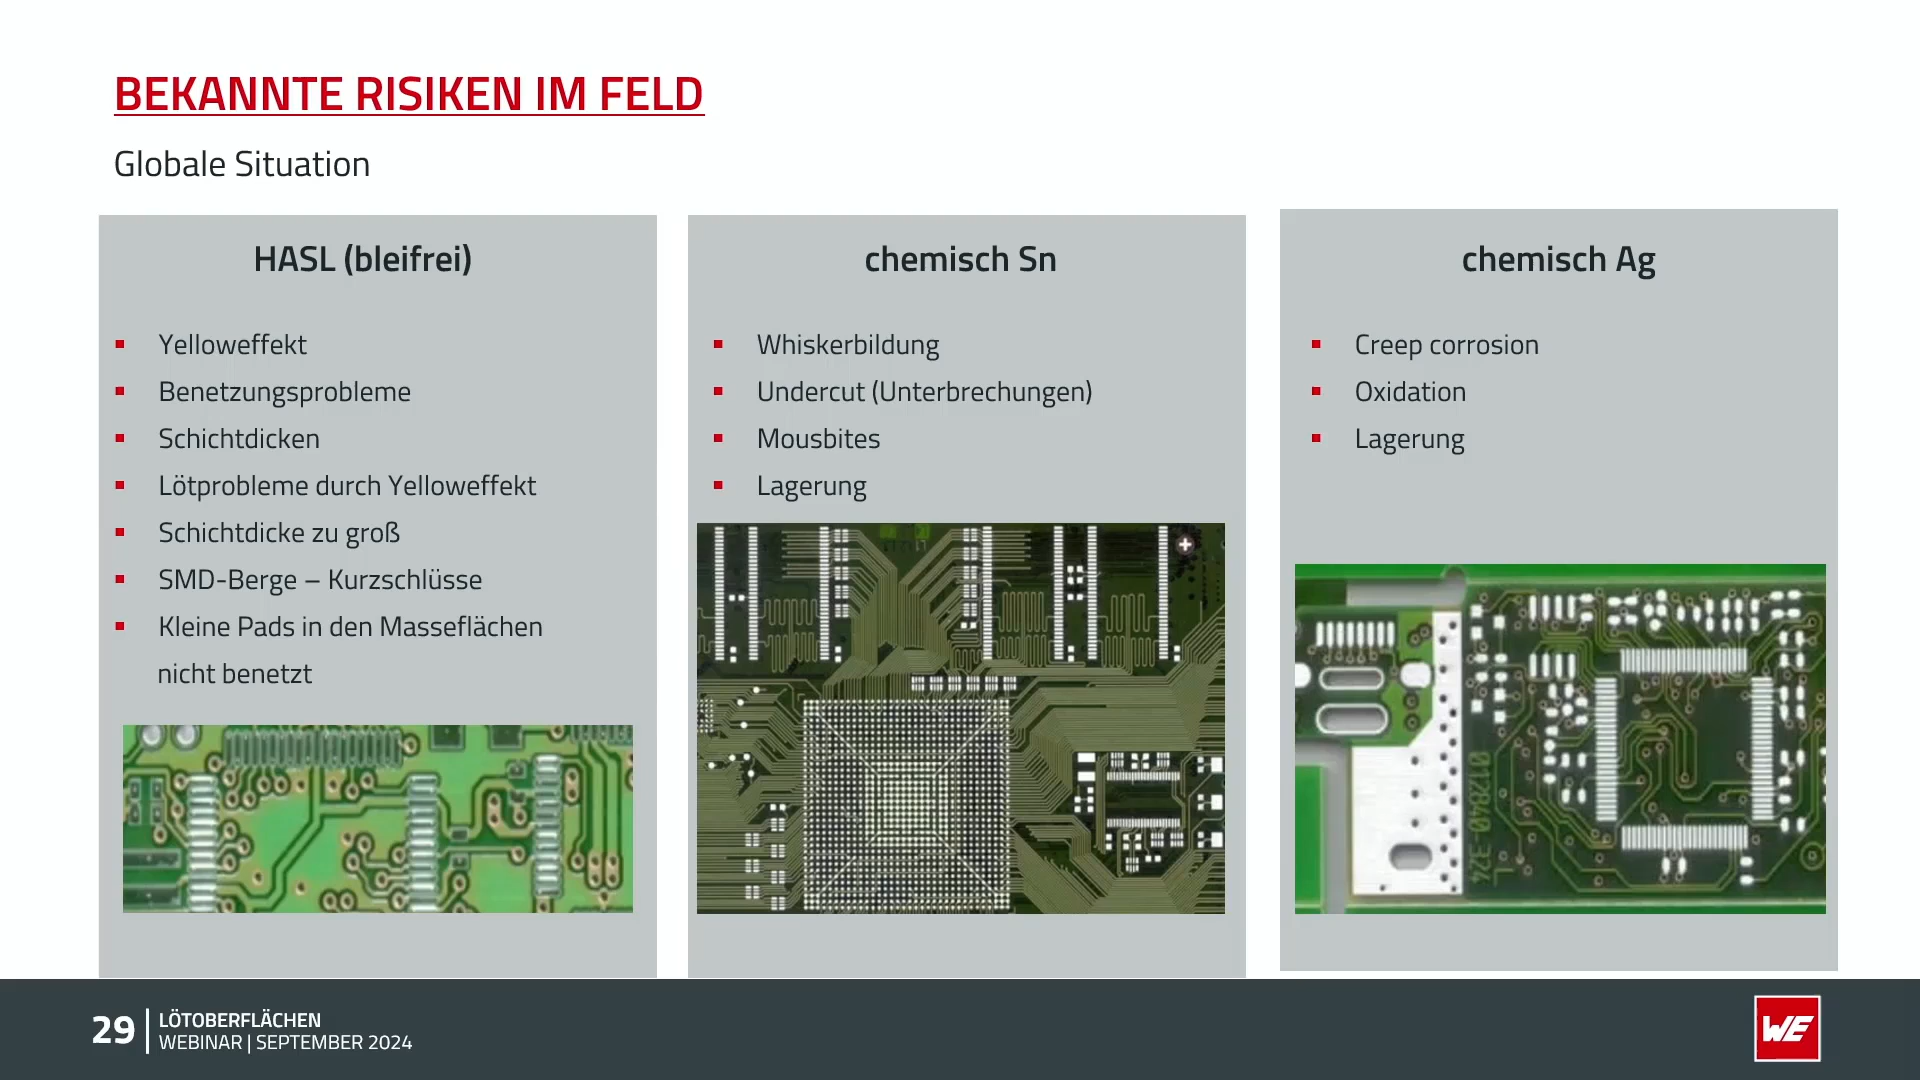 BEKANNTE RISIKEN IM FELD
Globale Situation
HASL (bleifrei)
Yelloweffekt
Benetzungsprobleme
Schichtdicken
Lötprobleme durch Yelloweffekt
Schichtdicke zu groß
SMD-Berge – Kurzschlüsse
Kleine Pads in den Masseflächen
nicht benetzt
chemisch Sn
Whiskerbildung
Undercut (Unterbrechungen)
Mousbites
Lagerung
chemisch Ag
Creep corrosion
Oxidation
Lagerung
012840 324
29
LÖTOBERFLÄCHEN
WEBINAR | SEPTEMBER 2024
WE